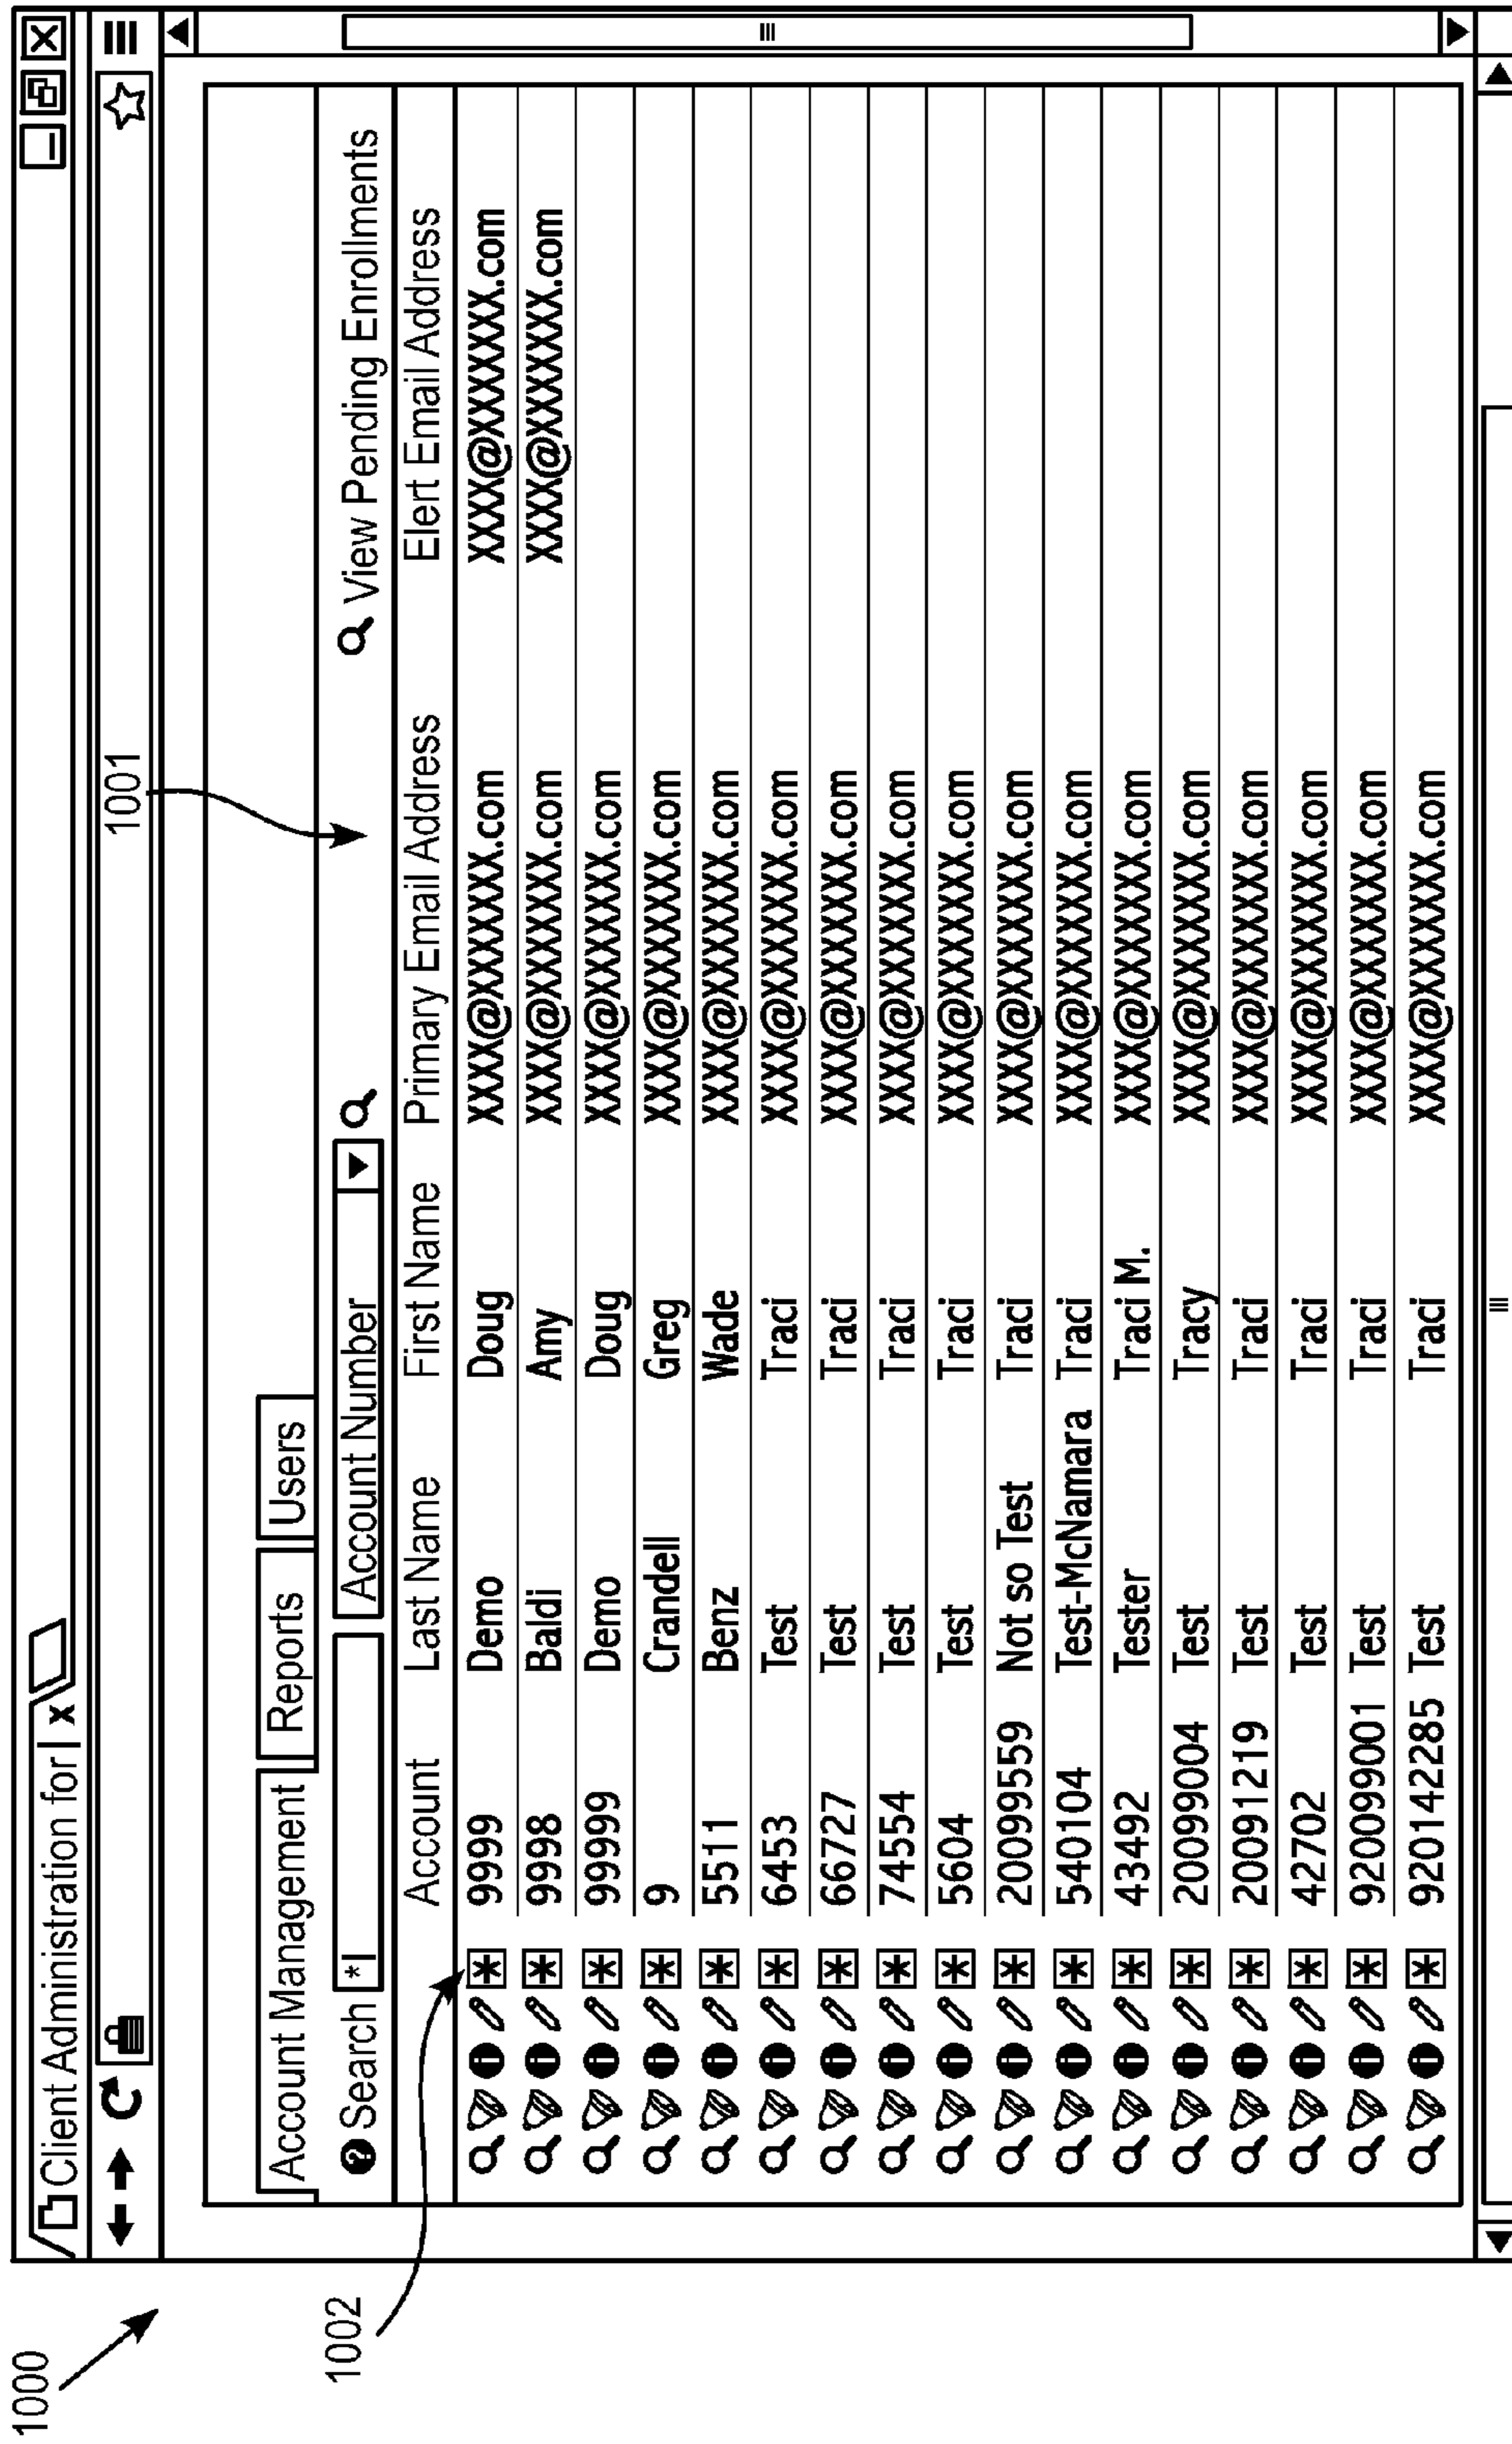 1000
Client Administration for | x
1001
Account Management Reports Users
1002
? Search *| Account Number View Pending Enrollments
Account Last Name First Name Primary Email Address Elert Email Address
9999 Demo Doug XXXX@XXXXXXX.com XXXX@XXXXXXX.com
9998 Baldi Amy XXXX@XXXXXXX.com XXXX@XXXXXXX.com
99999 Demo Doug XXXX@XXXXXXX.com
9 Crandell Greg XXXX@XXXXXXX.com
5511 Benz Wade XXXX@XXXXXXX.com
6453 Test Traci XXXX@XXXXXXX.com
66727 Test Traci XXXX@XXXXXXX.com
74554 Test Traci XXXX@XXXXXXX.com
5604 Test Traci XXXX@XXXXXXX.com
20099559 Not so Test Traci XXXX@XXXXXXX.com
540104 Test-McNamara Traci XXXX@XXXXXXX.com
43492 Tester Traci M. XXXX@XXXXXXX.com
20099004 Test Tracy XXXX@XXXXXXX.com
200991219 Test Traci XXXX@XXXXXXX.com
42702 Test Traci XXXX@XXXXXXX.com
920099001 Test Traci XXXX@XXXXXXX.com
920142285 Test Traci XXXX@XXXXXXX.com